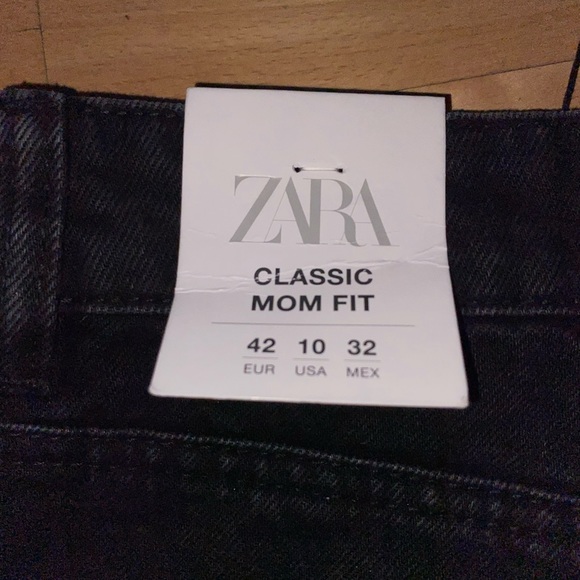 ZARA
CLASSIC
MOM FIT
42 10 32
EUR USA MEX